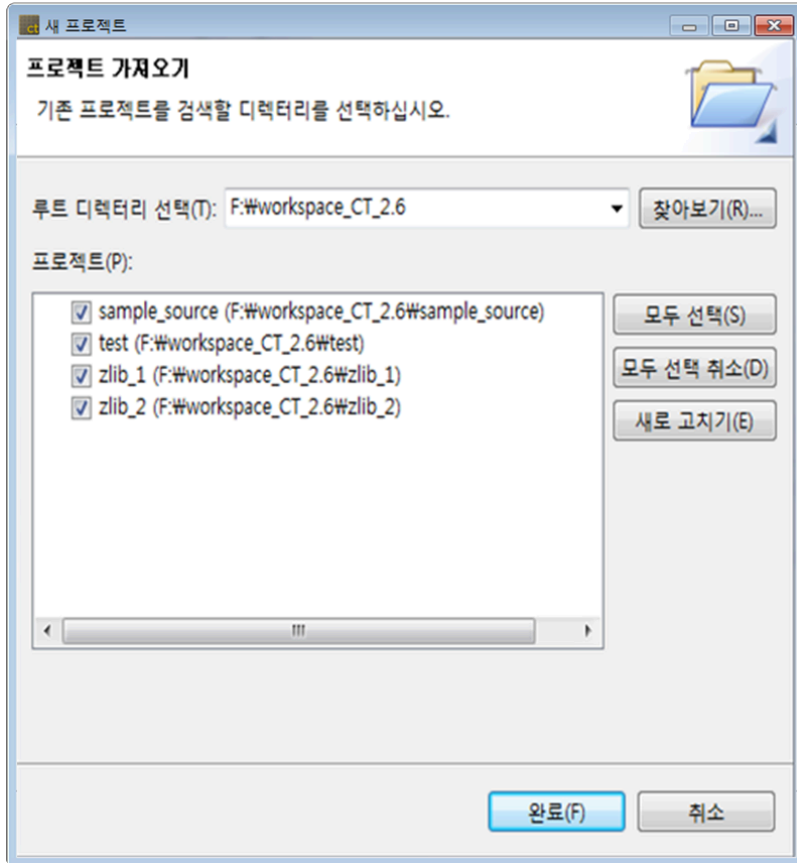 ct 새 프로젝트
프로젝트 가져오기
기존 프로젝트를 검색할 디렉터리를 선택하십시오.
루트 디렉터리 선택(T): F:₩workspace_CT_2.6 찾아보기(R)...
프로젝트(P):
sample_source (F:₩workspace_CT_2.6₩sample_source) 모두 선택(S)
test (F:₩workspace_CT_2.6₩test)
zlib_1 (F:₩workspace_CT_2.6₩zlib_1) 모두 선택 취소(D)
zlib_2 (F:₩workspace_CT_2.6₩zlib_2) 새로 고치기(E)
완료(F) 취소